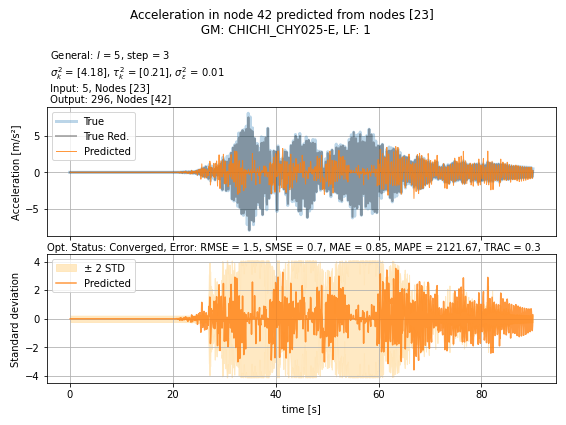 Acceleration in node 42 predicted from nodes [23]
GM: CHICHI_CHY025-E, LF: 1
General: l = 5, step = 3
σ²ₖ = [4.18], τ²ₖ = [0.21], σ²ε = 0.01
Input: 5, Nodes [23]
Output: 296, Nodes [42]
True
True Red.
Predicted
Acceleration [m/s²]
5
0
−5
Opt. Status: Converged, Error: RMSE = 1.5, SMSE = 0.7, MAE = 0.85, MAPE = 2121.67, TRAC = 0.3
± 2 STD
Predicted
Standard deviation
4
2
0
−2
−4
0 20 40 60 80
time [s]